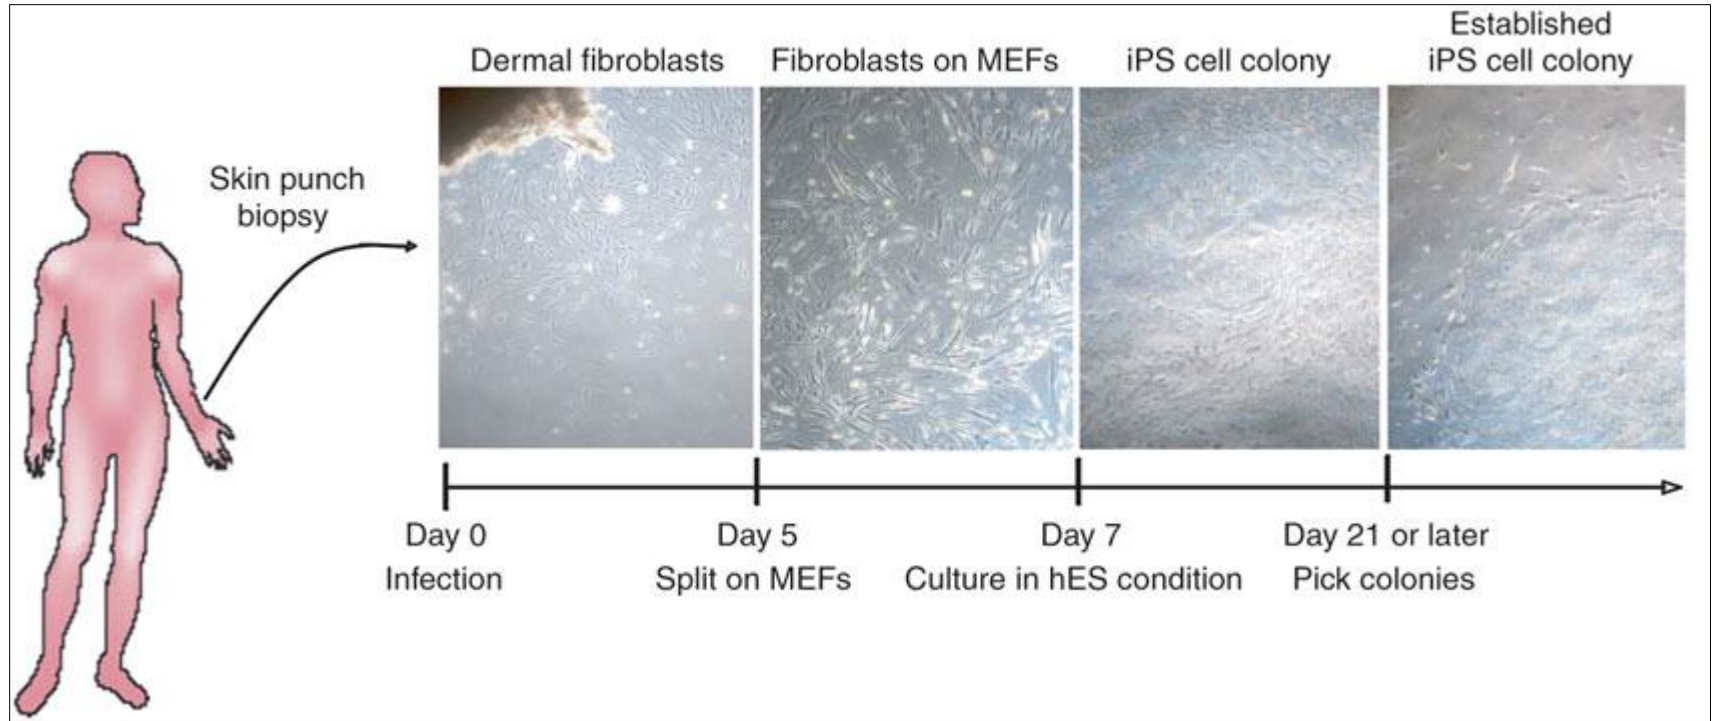 Skin punch
biopsy
Dermal fibroblasts
Fibroblasts on MEFs
iPS cell colony
Established
iPS cell colony
Day 0
Infection
Day 5
Split on MEFs
Day 7
Culture in hES condition
Day 21 or later
Pick colonies